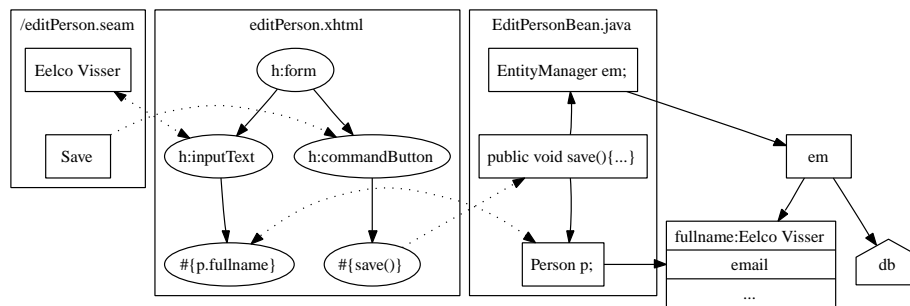 /editPerson.seam
Eelco Visser
Save
editPerson.xhtml
h:form
h:inputText
h:commandButton
#{p.fullname}
#{save()}
EditPersonBean.java
EntityManager em;
public void save(){...}
Person p;
em
fullname:Eelco Visser
email
...
db